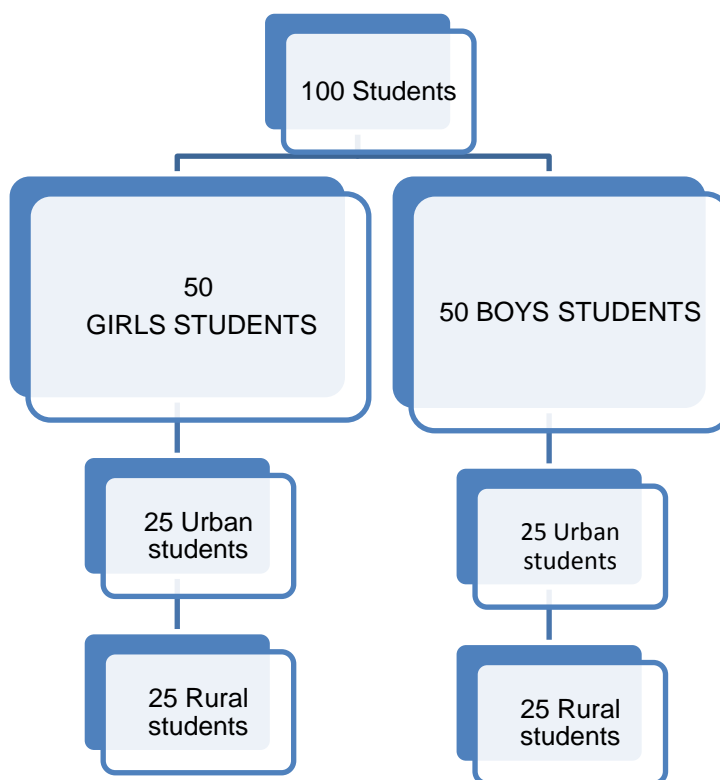 100 Students
50
GIRLS STUDENTS
50 BOYS STUDENTS
25 Urban
students
25 Urban
students
25 Rural
students
25 Rural
students